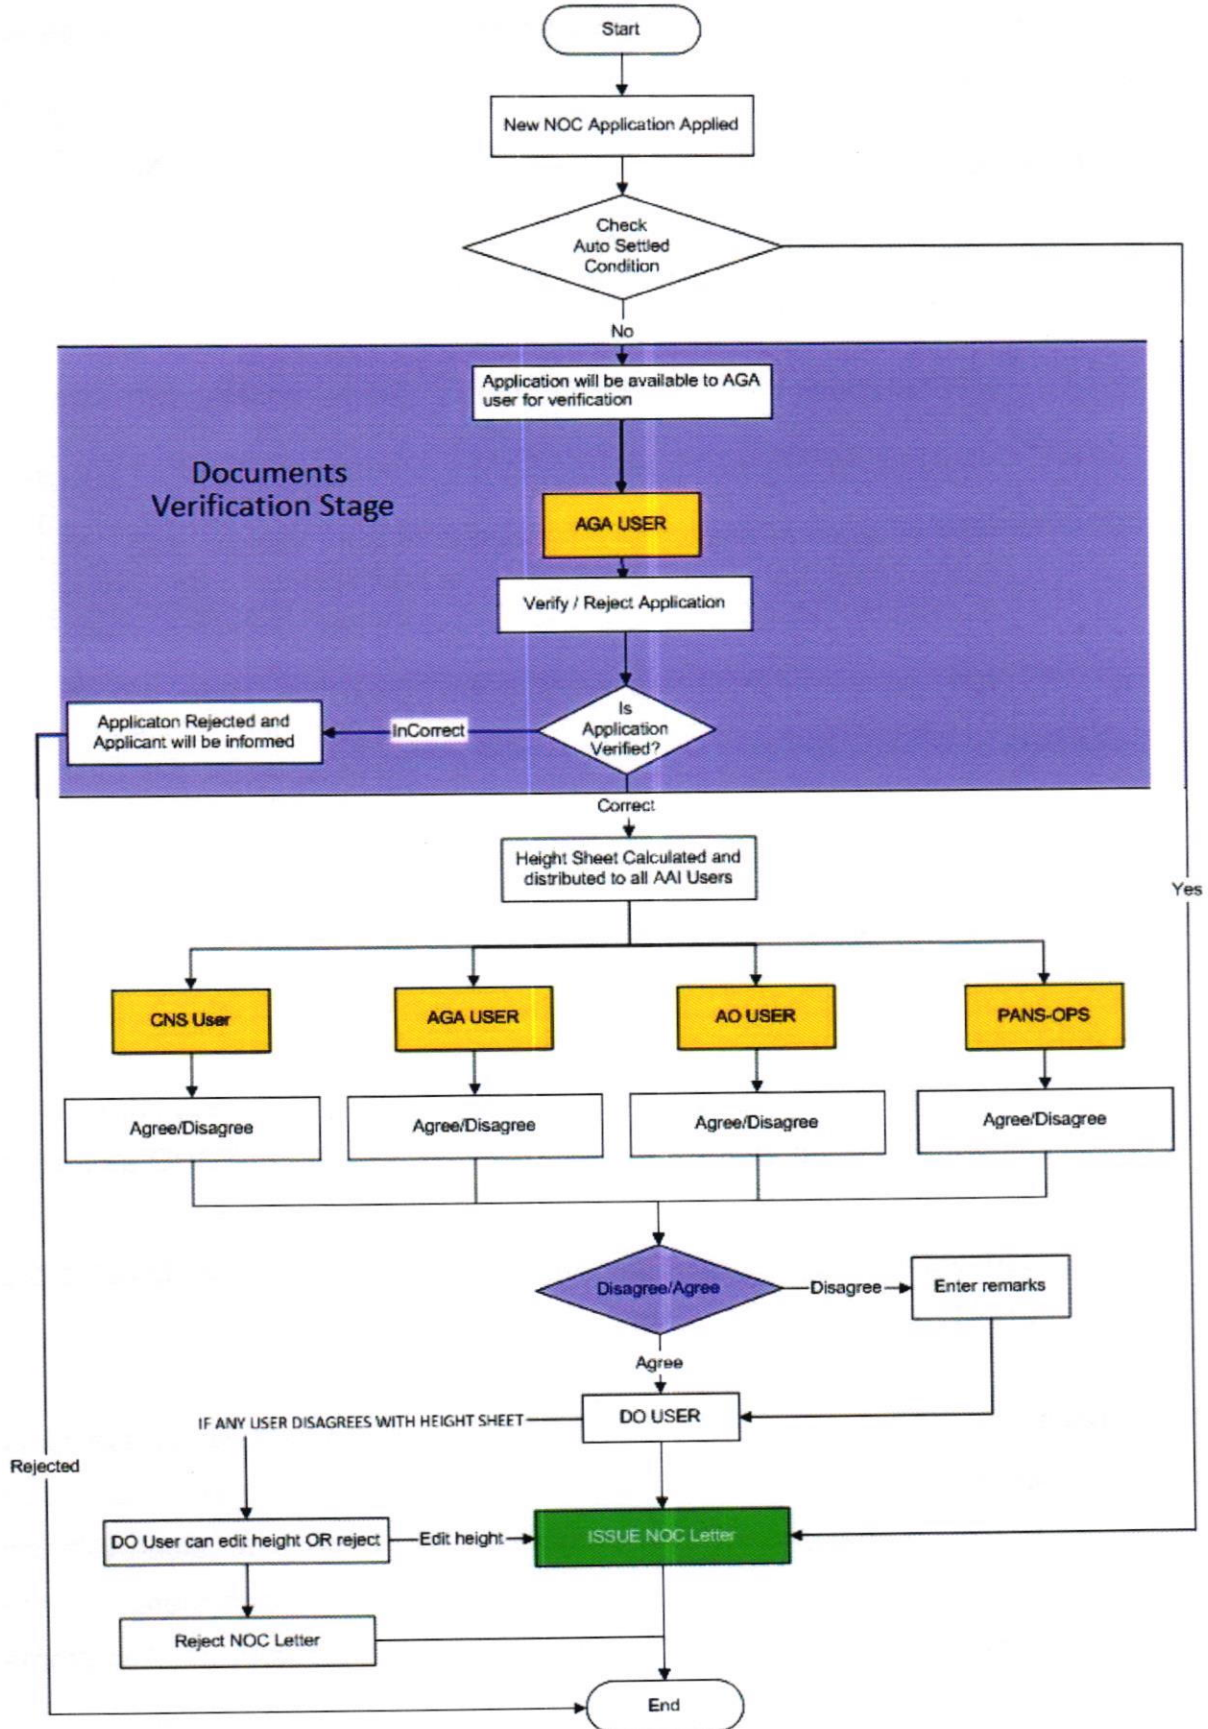 Start
New NOC Application Applied
Check
Auto Settled
Condition
No
Application will be available to AGA
user for verification
Documents
Verification Stage
AGA USER
Verify / Reject Application
Is
Application
Verified?
InCorrect
Applicaton Rejected and
Applicant will be informed
Correct
Height Sheet Calculated and
distributed to all AAI Users
Yes
CNS User
AGA USER
AO USER
PANS-OPS
Agree/Disagree
Agree/Disagree
Agree/Disagree
Agree/Disagree
Disagree/Agree
Disagree
Enter remarks
Agree
DO USER
IF ANY USER DISAGREES WITH HEIGHT SHEET
Rejected
DO User can edit height OR reject
Edit height
ISSUE NOC Letter
Reject NOC Letter
End